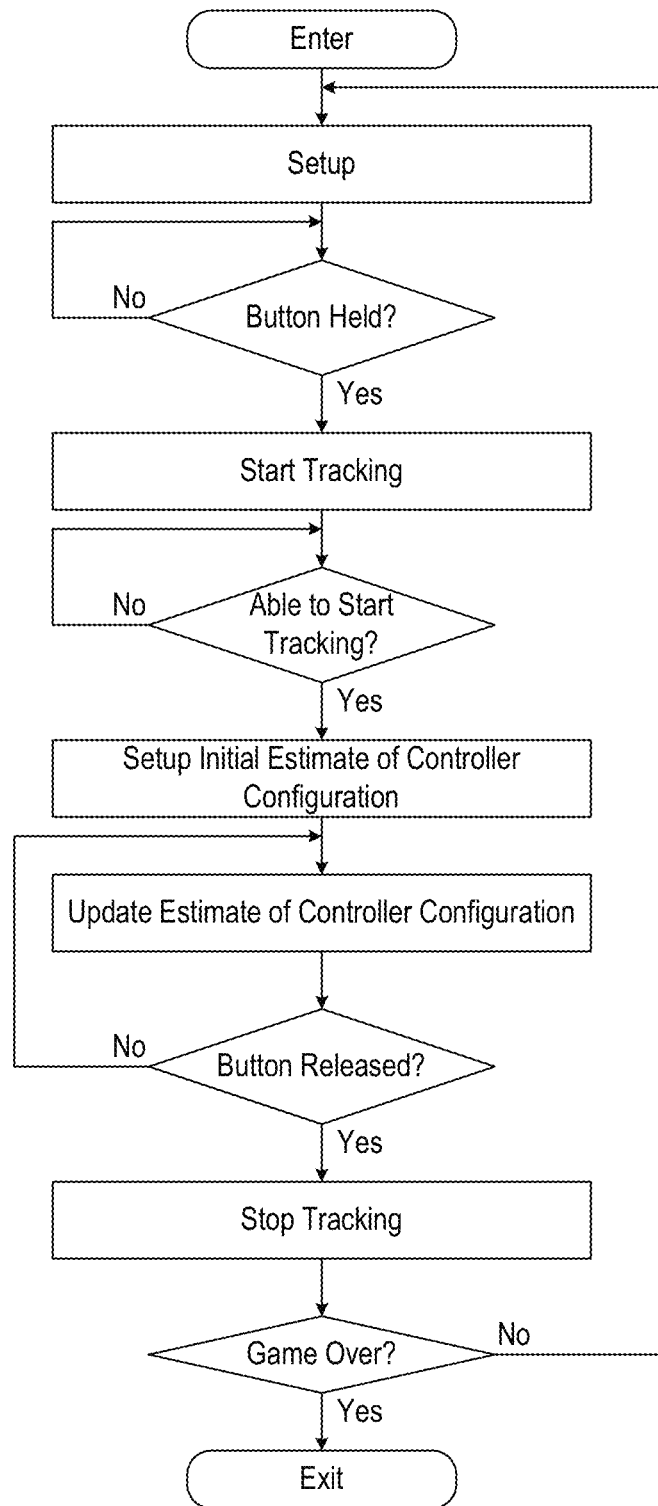 Enter
Setup
No
Button Held?
Yes
Start Tracking
No
Able to Start
Tracking?
Yes
Setup Initial Estimate of Controller
Configuration
Update Estimate of Controller Configuration
No
Button Released?
Yes
Stop Tracking
Game Over?
No
Yes
Exit